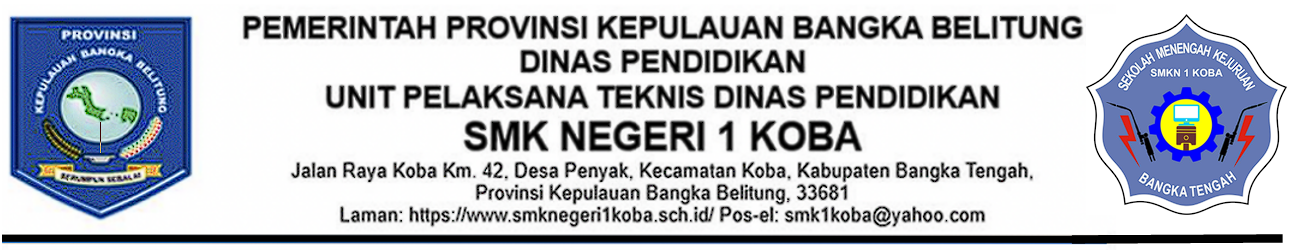 PROVINSI
KEPULAUAN BANGKA BELITUNG
SERUMPUN SEBALAI
PEMERINTAH PROVINSI KEPULAUAN BANGKA BELITUNG
DINAS PENDIDIKAN
UNIT PELAKSANA TEKNIS DINAS PENDIDIKAN
SMK NEGERI 1 KOBA
Jalan Raya Koba Km. 42, Desa Penyak, Kecamatan Koba, Kabupaten Bangka Tengah,
Provinsi Kepulauan Bangka Belitung, 33681
Laman: https://www.smknegeri1koba.sch.id/ Pos-el: smk1koba@yahoo.com
SEKOLAH MENENGAH KEJURUAN
SMKN 1 KOBA
BANGKA TENGAH